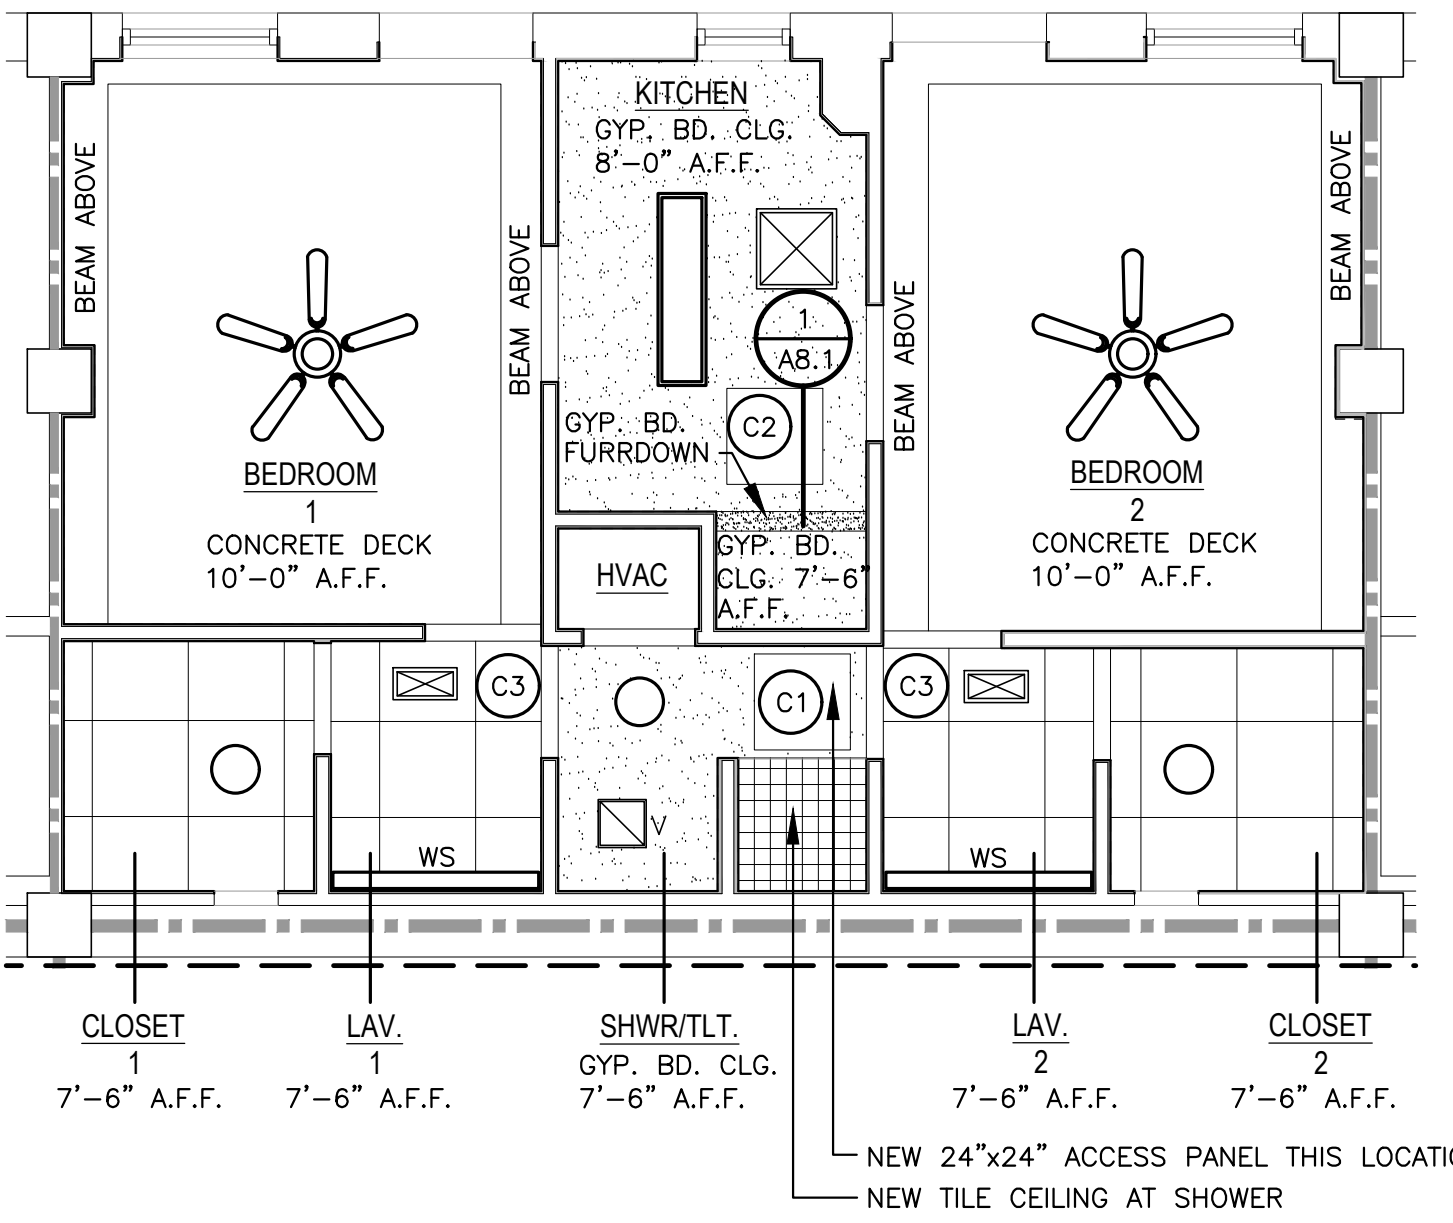 KITCHEN
GYP. BD. CLG.
8'-0" A.F.F.
BEAM ABOVE
BEAM ABOVE
BEAM ABOVE
BEAM ABOVE
1
A8.1
C2
GYP. BD.
FURRDOWN
BEDROOM
1
CONCRETE DECK
10'-0" A.F.F.
BEDROOM
2
CONCRETE DECK
10'-0" A.F.F.
HVAC
GYP. BD.
CLG. 7'-6"
A.F.F.
C3
C1
C3
V
WS
WS
CLOSET
1
7'-6" A.F.F.
LAV.
1
7'-6" A.F.F.
SHWR/TLT.
GYP. BD. CLG.
7'-6" A.F.F.
LAV.
2
7'-6" A.F.F.
CLOSET
2
7'-6" A.F.F.
NEW 24"x24" ACCESS PANEL THIS
NEW TILE CEILING AT SHOWER